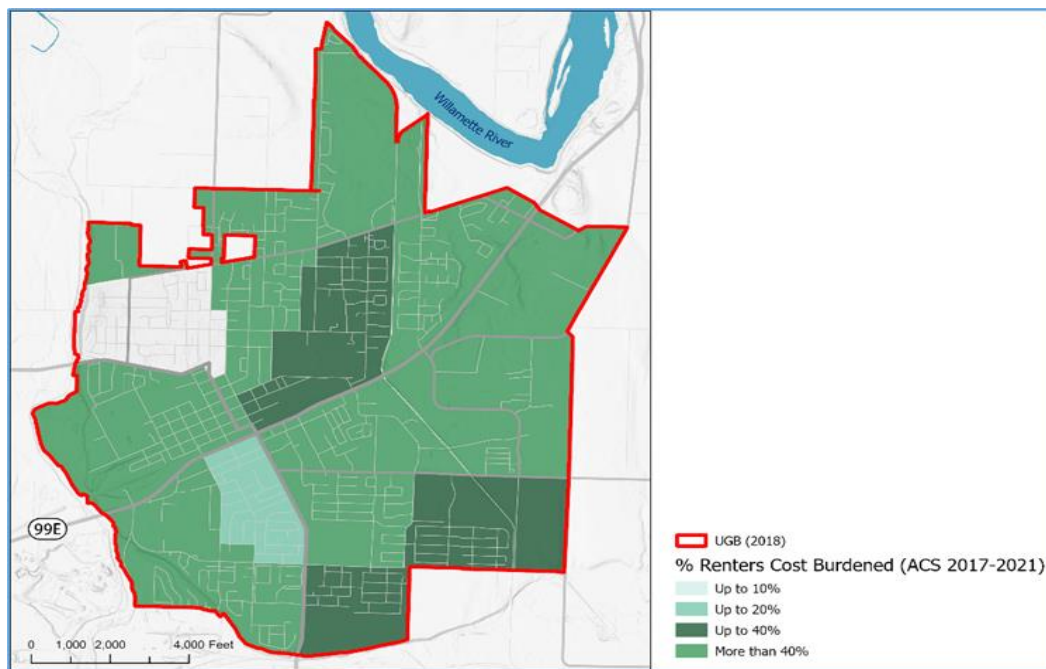 Willamette River
99E
0 1,000 2,000 4,000 Feet
UGB (2018)
% Renters Cost Burdened (ACS 2017-2021)
Up to 10%
Up to 20%
Up to 40%
More than 40%